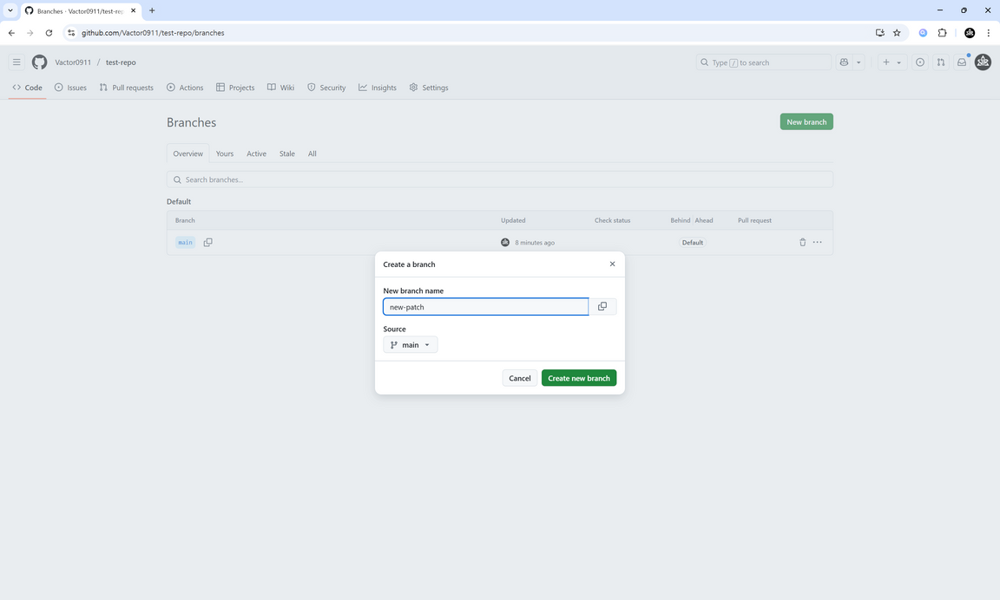 Branches · Vactor0911/test-repo
github.com/Vactor0911/test-repo/branches
Vactor0911 / test-repo
Type / to search
Code Issues Pull requests Actions Projects Wiki Security Insights Settings
Branches
New branch
Overview Yours Active Stale All
Search branches...
Default
Branch Updated Check status Behind Ahead Pull request
main 8 minutes ago Default
Create a branch
New branch name
new-patch
Source
main
Cancel Create new branch